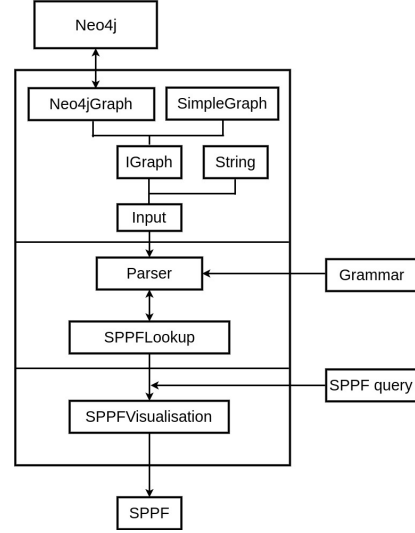 Neo4j
Neo4jGraph
SimpleGraph
IGraph
String
Input
Parser
Grammar
SPPFLookup
SPPF query
SPPFVisualisation
SPPF